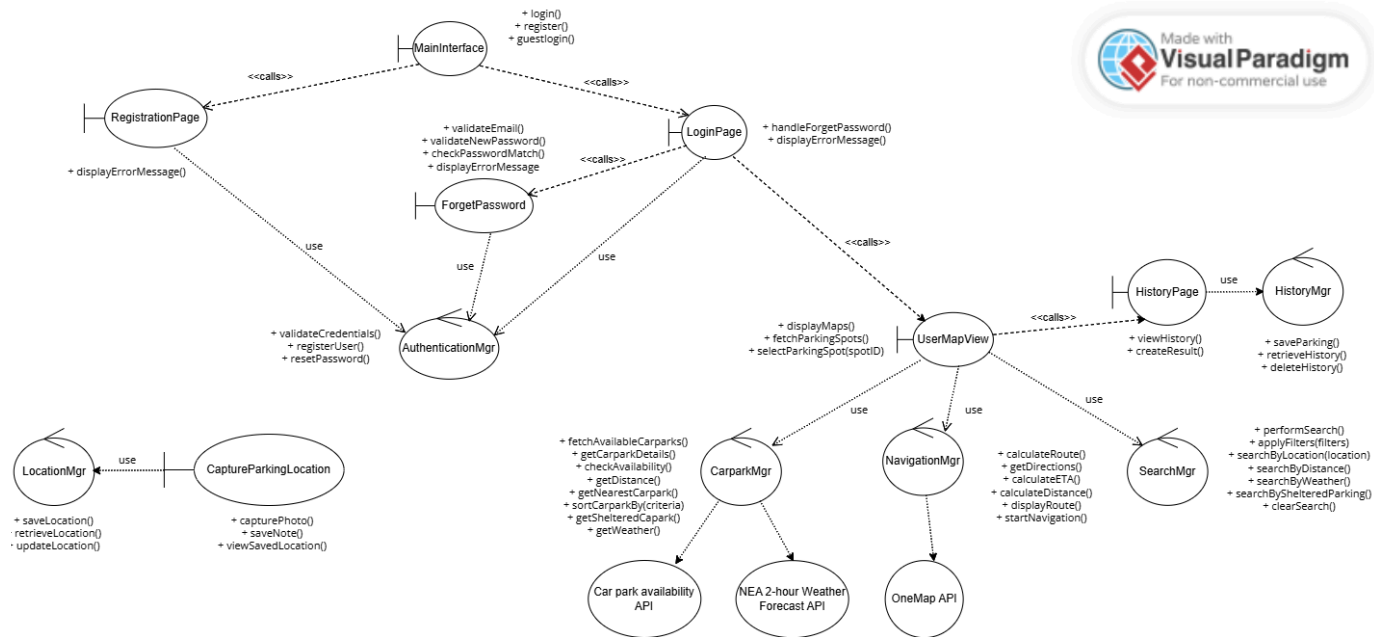 + login()
+ register()
+ guestlogin()
MainInterface
Made with
Visual Paradigm
For non-commercial use
<<calls>>
<<calls>>
RegistrationPage
+ displayErrorMessage()
+ validateEmail()
+ validateNewPassword()
+ checkPasswordMatch()
+ displayErrorMessage
LoginPage
+ handleForgetPassword()
+ displayErrorMessage()
<<calls>>
ForgetPassword
use
use
use
<<calls>>
+ validateCredentials()
+ registerUser()
+ resetPassword()
AuthenticationMgr
+ displayMaps()
+ fetchParkingSpots()
+ selectParkingSpot(spotID)
UserMapView
<<calls>>
HistoryPage
use
HistoryMgr
+ viewHistory()
+ createResult()
+ saveParking()
+ retrieveHistory()
+ deleteHistory()
use
use
use
LocationMgr
use
CaptureParkingLocation
+ saveLocation()
retrieveLocation()
+ updateLocation()
+ capturePhoto()
+ saveNote()
+ viewSavedLocation()
+ fetchAvailableCarparks()
+ getCarparkDetails()
+ checkAvailability()
+ getDistance()
+ getNearestCarpark()
+ sortCarparkBy(criteria)
+ getShelteredCapark()
+ getWeather()
CarparkMgr
NavigationMgr
+ calculateRoute()
+ getDirections()
+ calculateETA()
+ calculateDistance()
+ displayRoute()
+ startNavigation()
SearchMgr
+ performSearch()
+ applyFilters(filters)
+ searchByLocation(location)
+ searchByDistance()
+ searchByWeather()
+ searchByShelteredParking()
+ clearSearch()
Car park availability
API
NEA 2-hour Weather
Forecast API
OneMap API